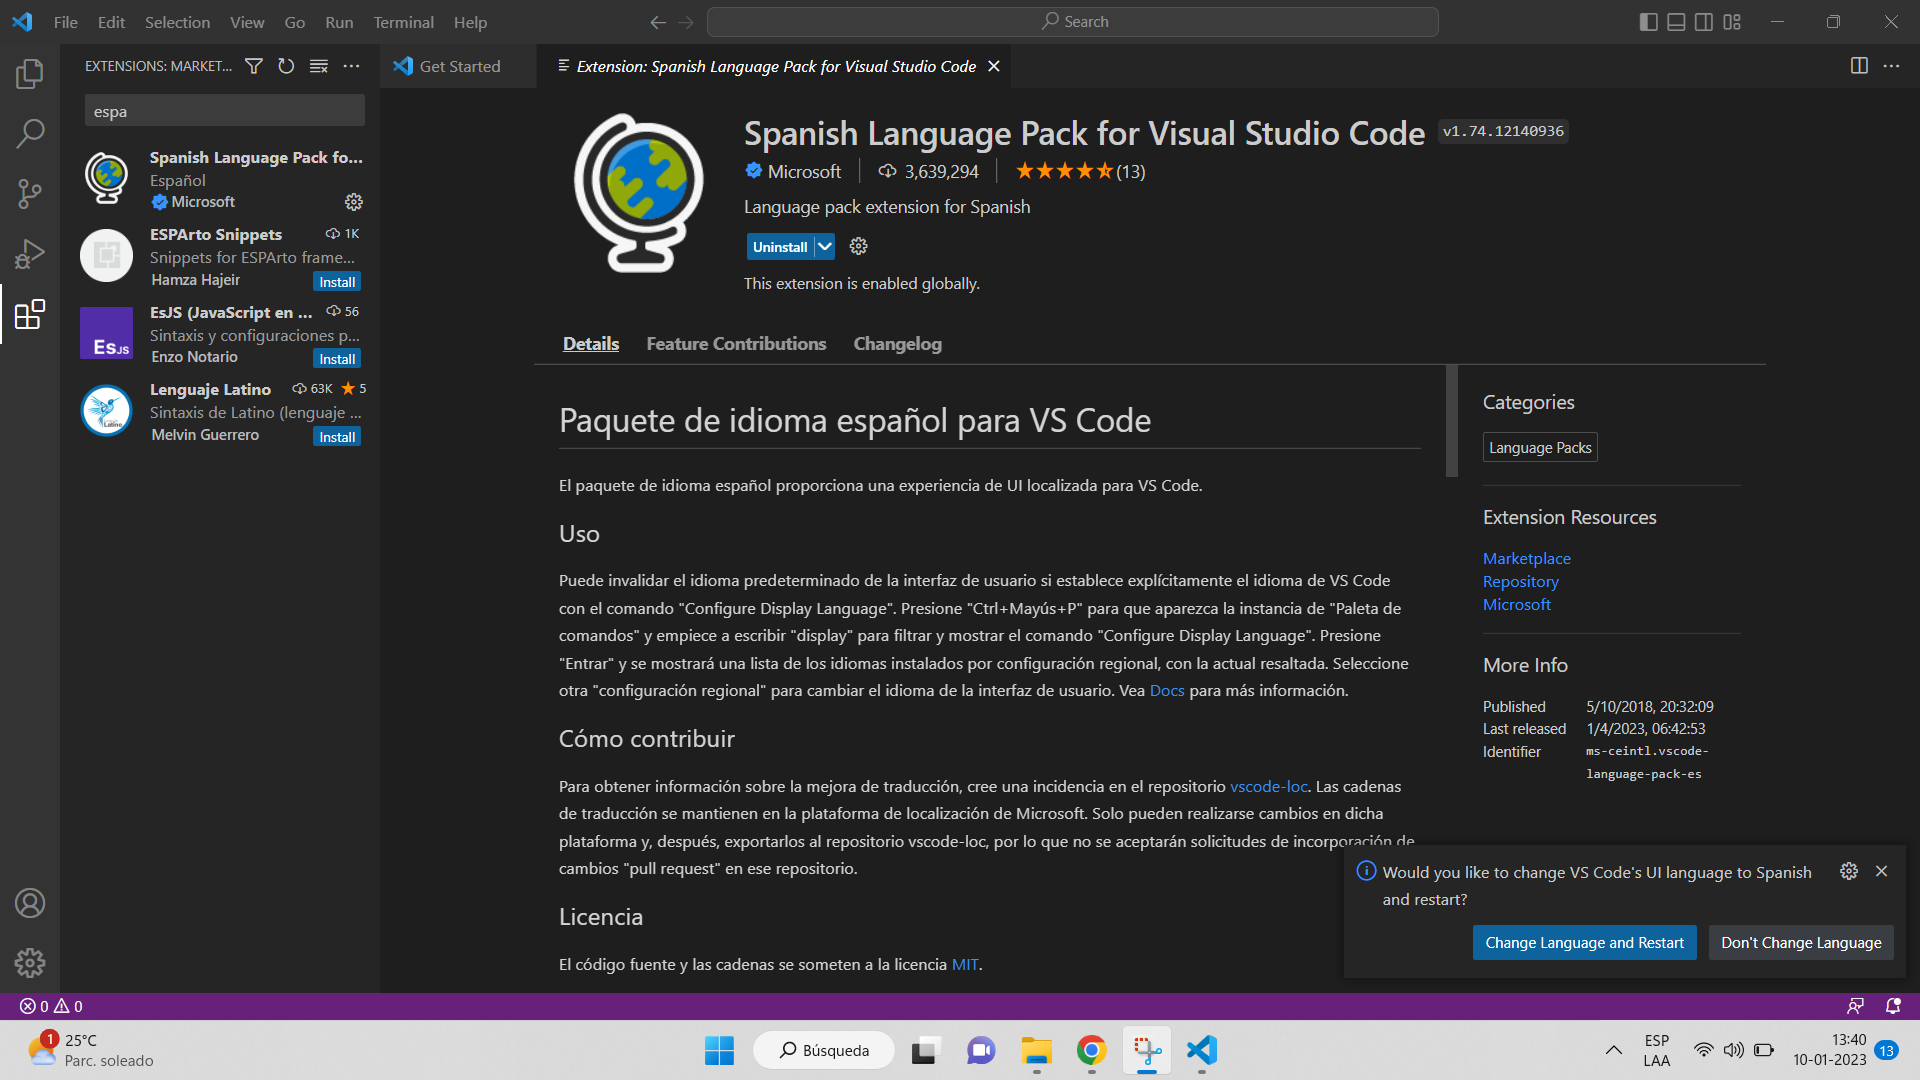 File Edit Selection View Go Run Terminal Help
Search
EXTENSIONS: MARKET...
Get Started
Extension: Spanish Language Pack for Visual Studio Code
espa
Spanish Language Pack fo...
Español
Microsoft
ESPArto Snippets 1K
Snippets for ESPArto frame...
Hamza Hajeir Install
EsJS (JavaScript en ... 56
Sintaxis y configuraciones p...
Enzo Notario Install
EsJS
Lenguaje Latino 63K 5
Sintaxis de Latino (lenguaje ...
Melvin Guerrero Install
Latino
Spanish Language Pack for Visual Studio Code v1.74.12140936
Microsoft 3,639,294 (13)
Language pack extension for Spanish
Uninstall
This extension is enabled globally.
Details Feature Contributions Changelog
Paquete de idioma español para VS Code
El paquete de idioma español proporciona una experiencia de UI localizada para VS Code.
Uso
Puede invalidar el idioma predeterminado de la interfaz de usuario si establece explícitamente el idioma de VS Code
con el comando "Configure Display Language". Presione "Ctrl+Mayús+P" para que aparezca la instancia de "Paleta de
comandos" y empiece a escribir "display" para filtrar y mostrar el comando "Configure Display Language". Presione
"Entrar" y se mostrará una lista de los idiomas instalados por configuración regional, con la actual resaltada. Seleccione
otra "configuración regional" para cambiar el idioma de la interfaz de usuario. Vea Docs para más información.
Cómo contribuir
Para obtener información sobre la mejora de traducción, cree una incidencia en el repositorio vscode-loc. Las cadenas
de traducción se mantienen en la plataforma de localización de Microsoft. Solo pueden realizarse cambios en dicha
plataforma y, después, exportarlos al repositorio vscode-loc, por lo que no se aceptarán solicitudes de incorporación de
cambios "pull request" en ese repositorio.
Licencia
El código fuente y las cadenas se someten a la licencia MIT.
Categories
Language Packs
Extension Resources
Marketplace
Repository
Microsoft
More Info
Published 5/10/2018, 20:32:09
Last released 1/4/2023, 06:42:53
Identifier ms-ceintl.vscode-
language-pack-es
Would you like to change VS Code's UI language to Spanish
and restart?
Change Language and Restart Don't Change Language
0 0
1
25°C
Parc. soleado
Búsqueda
ESP
LAA
13:40
10-01-2023
13